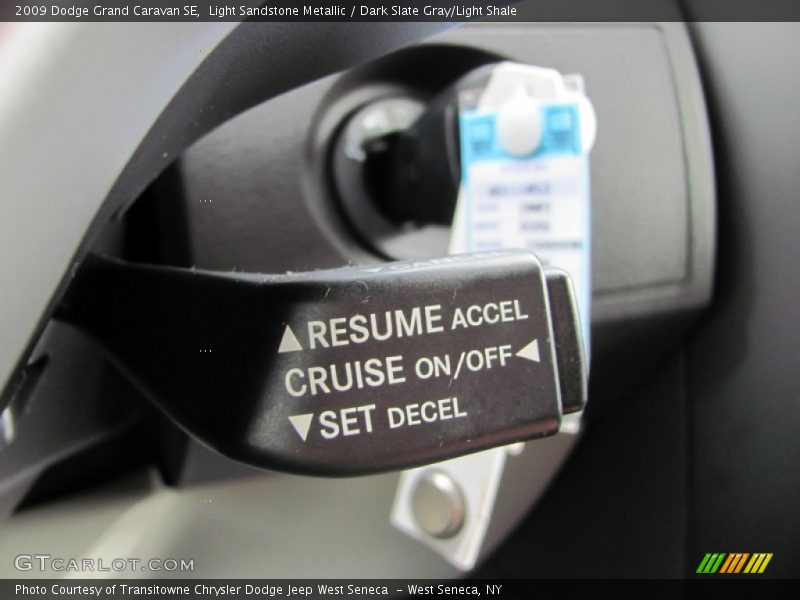 2009 Dodge Grand Caravan SE,  Light Sandstone Metallic / Dark Slate Gray/Light Shale
▲RESUME ACCEL
CRUISE ON/OFF◀
▼SET DECEL
GTCARLOT.COM
Photo Courtesy of Transitowne Chrysler Dodge Jeep West Seneca  - West Seneca, NY